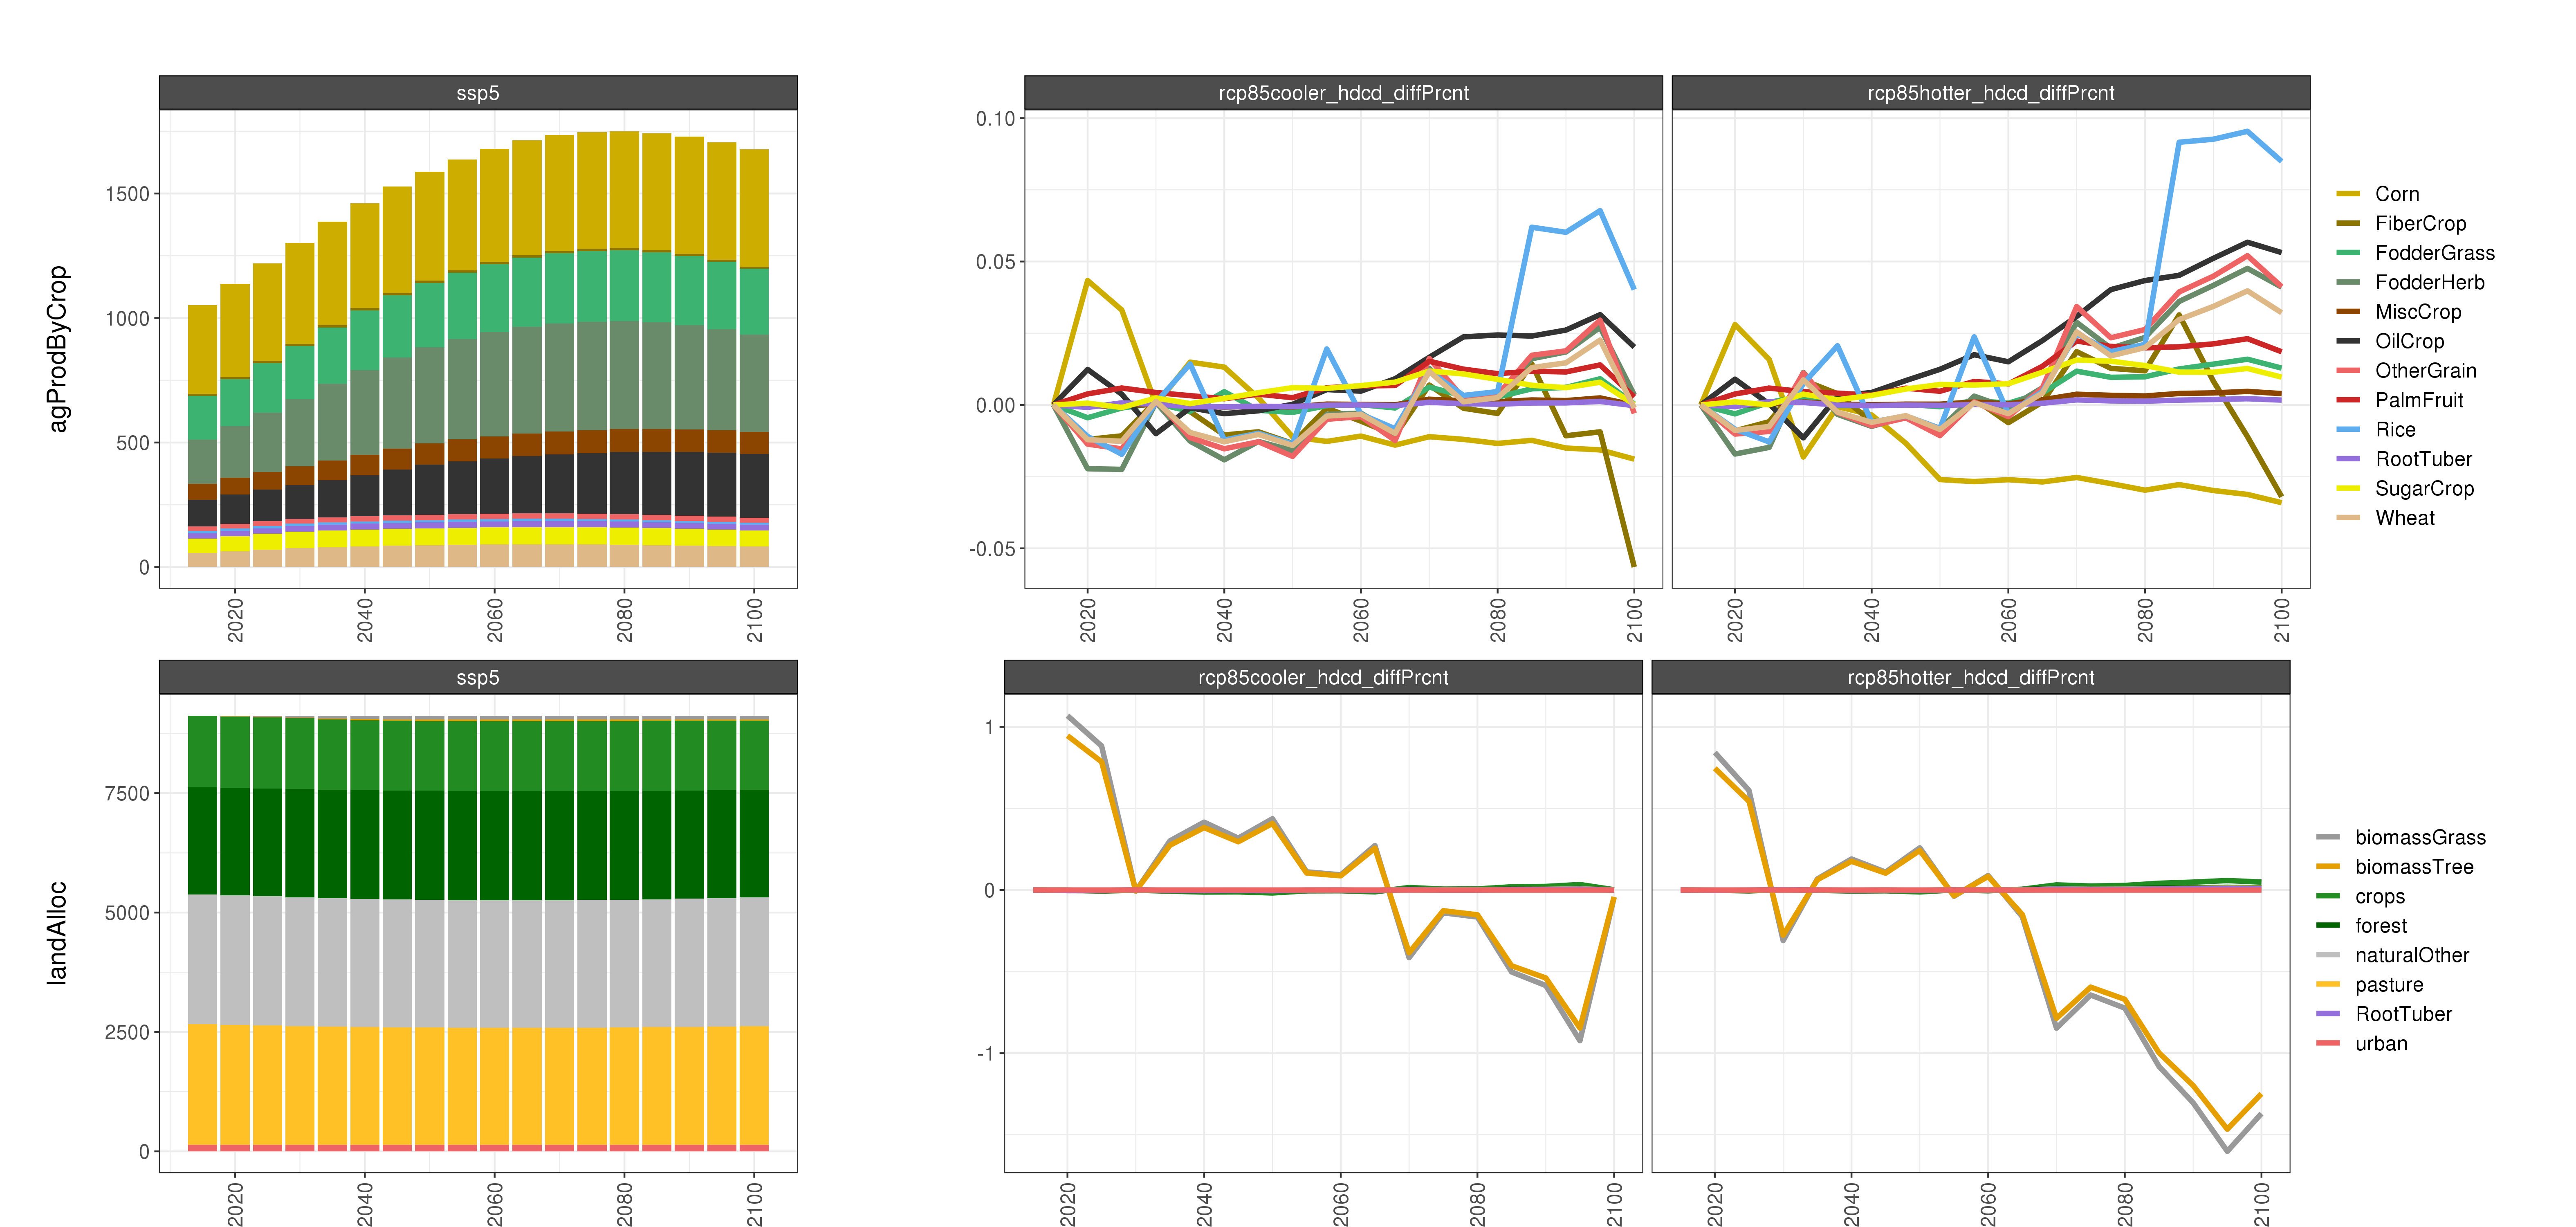 ssp5
rcp85cooler_hdcd_diffPrcnt
rcp85hotter_hdcd_diffPrcnt
agProdByCrop
1500
1000
500
0
2020
2040
2060
2080
2100
0.10
0.05
0.00
-0.05
2020
2040
2060
2080
2100
2020
2040
2060
2080
2100
Corn
FiberCrop
FodderGrass
FodderHerb
MiscCrop
OilCrop
OtherGrain
PalmFruit
Rice
RootTuber
SugarCrop
Wheat
ssp5
rcp85cooler_hdcd_diffPrcnt
rcp85hotter_hdcd_diffPrcnt
landAlloc
7500
5000
2500
0
2020
2040
2060
2080
2100
1
0
-1
2020
2040
2060
2080
2100
2020
2040
2060
2080
2100
biomassGrass
biomassTree
crops
forest
naturalOther
pasture
RootTuber
urban